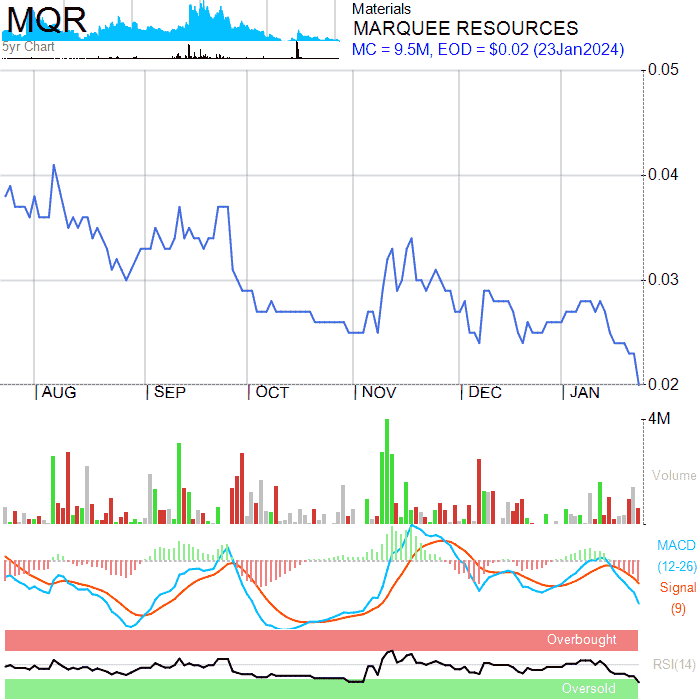 MQR
5yr Chart
Materials
MARQUEE RESOURCES
MC = 9.5M, EOD = $0.02 (23Jan2024)
0.05
0.04
0.03
0.02
AUG SEP OCT NOV DEC JAN
4M
Volume
MACD
(12-26)
Signal
(9)
Overbought
RSI(14)
Oversold